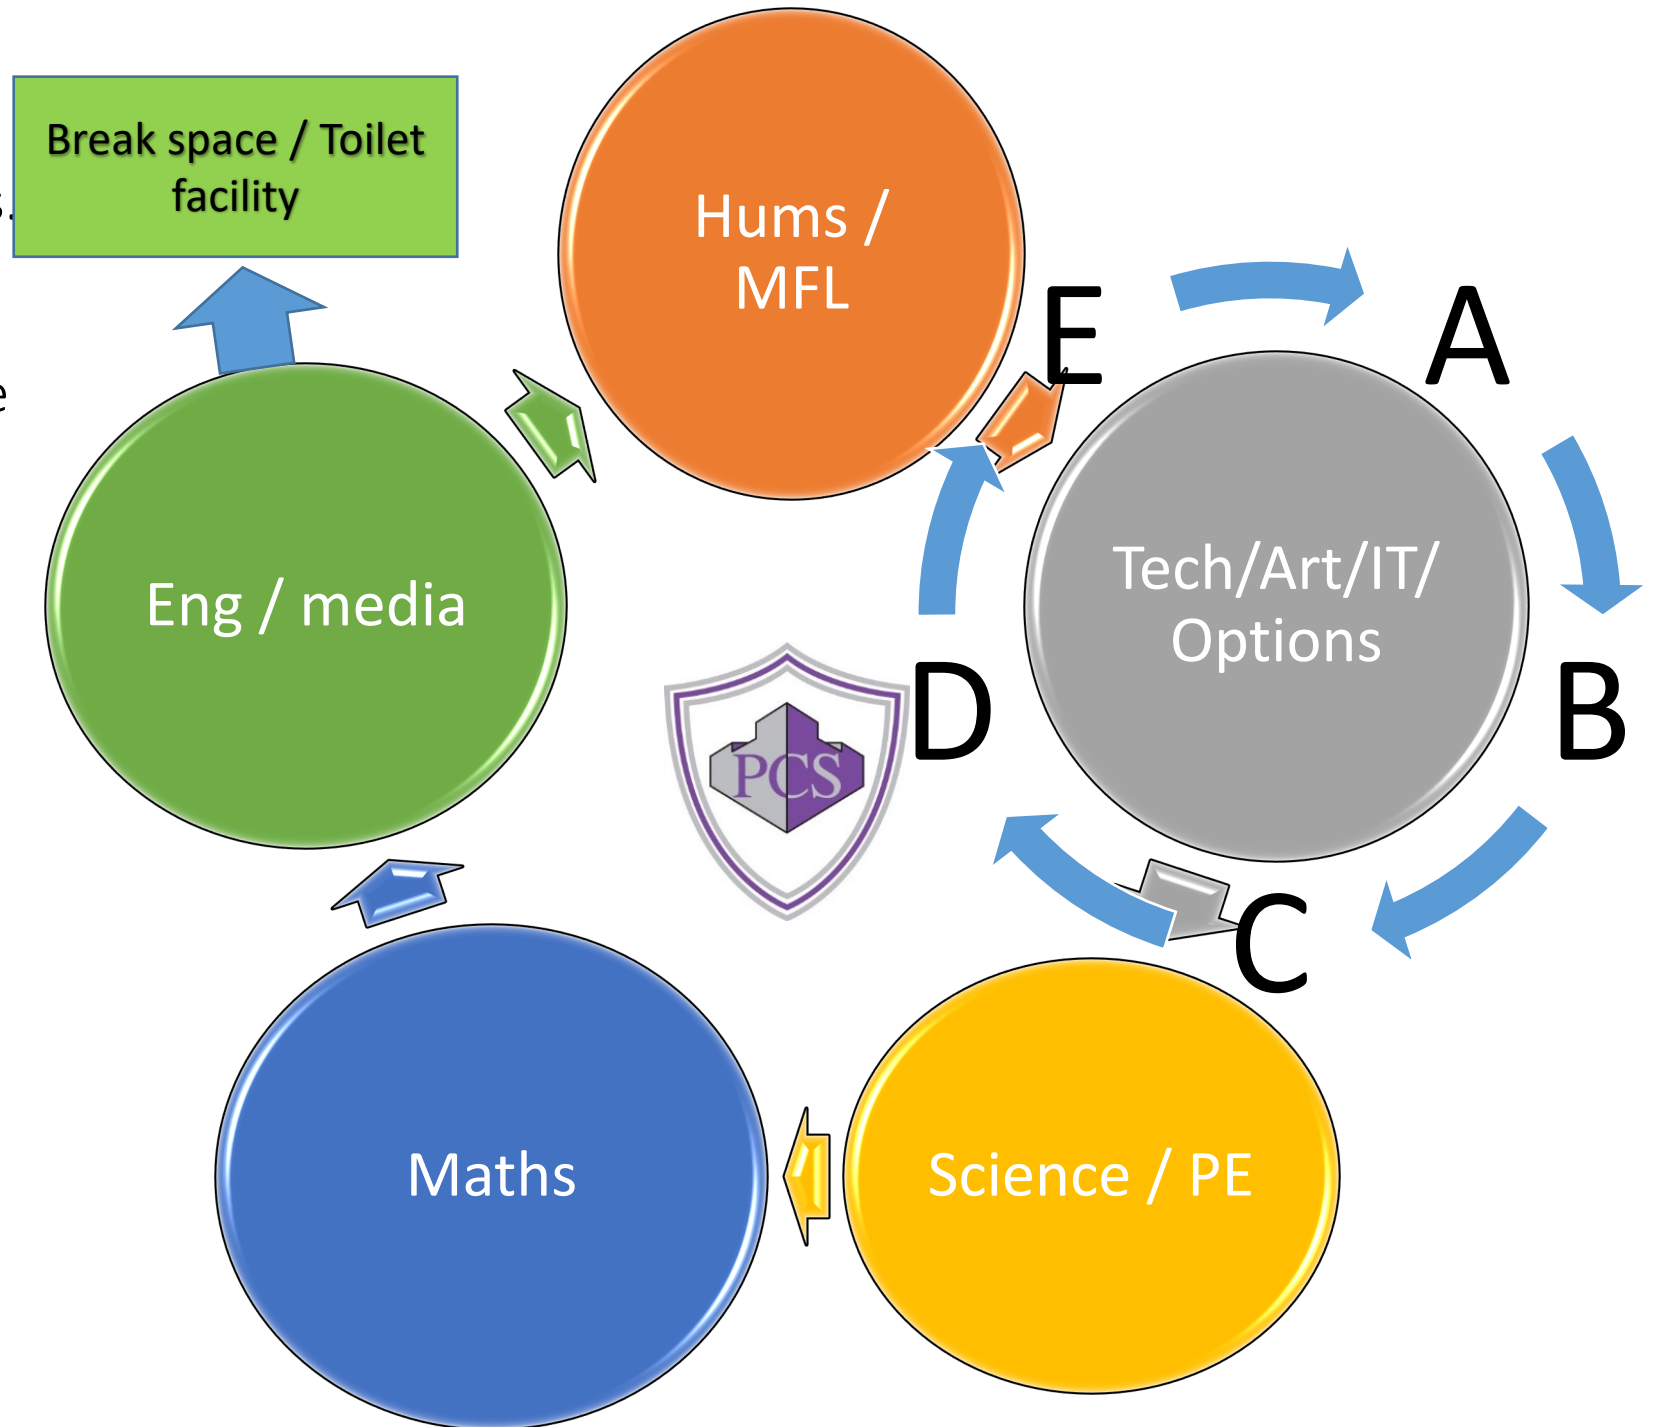 Break space / Toilet
facility
s.
e
Hums /
MFL
E
A
Eng / media
Tech/Art/IT/
Options
D
B
PCS
C
Maths
Science / PE